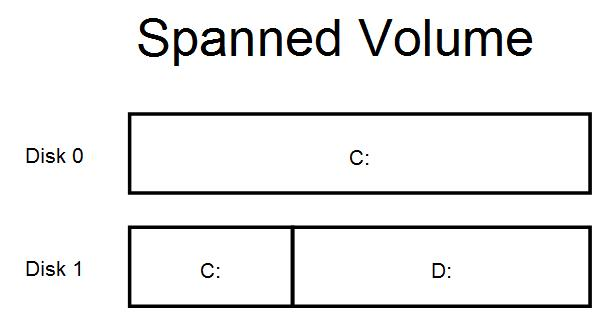 Spanned Volume
Disk 0
C:
Disk 1
C:
D: